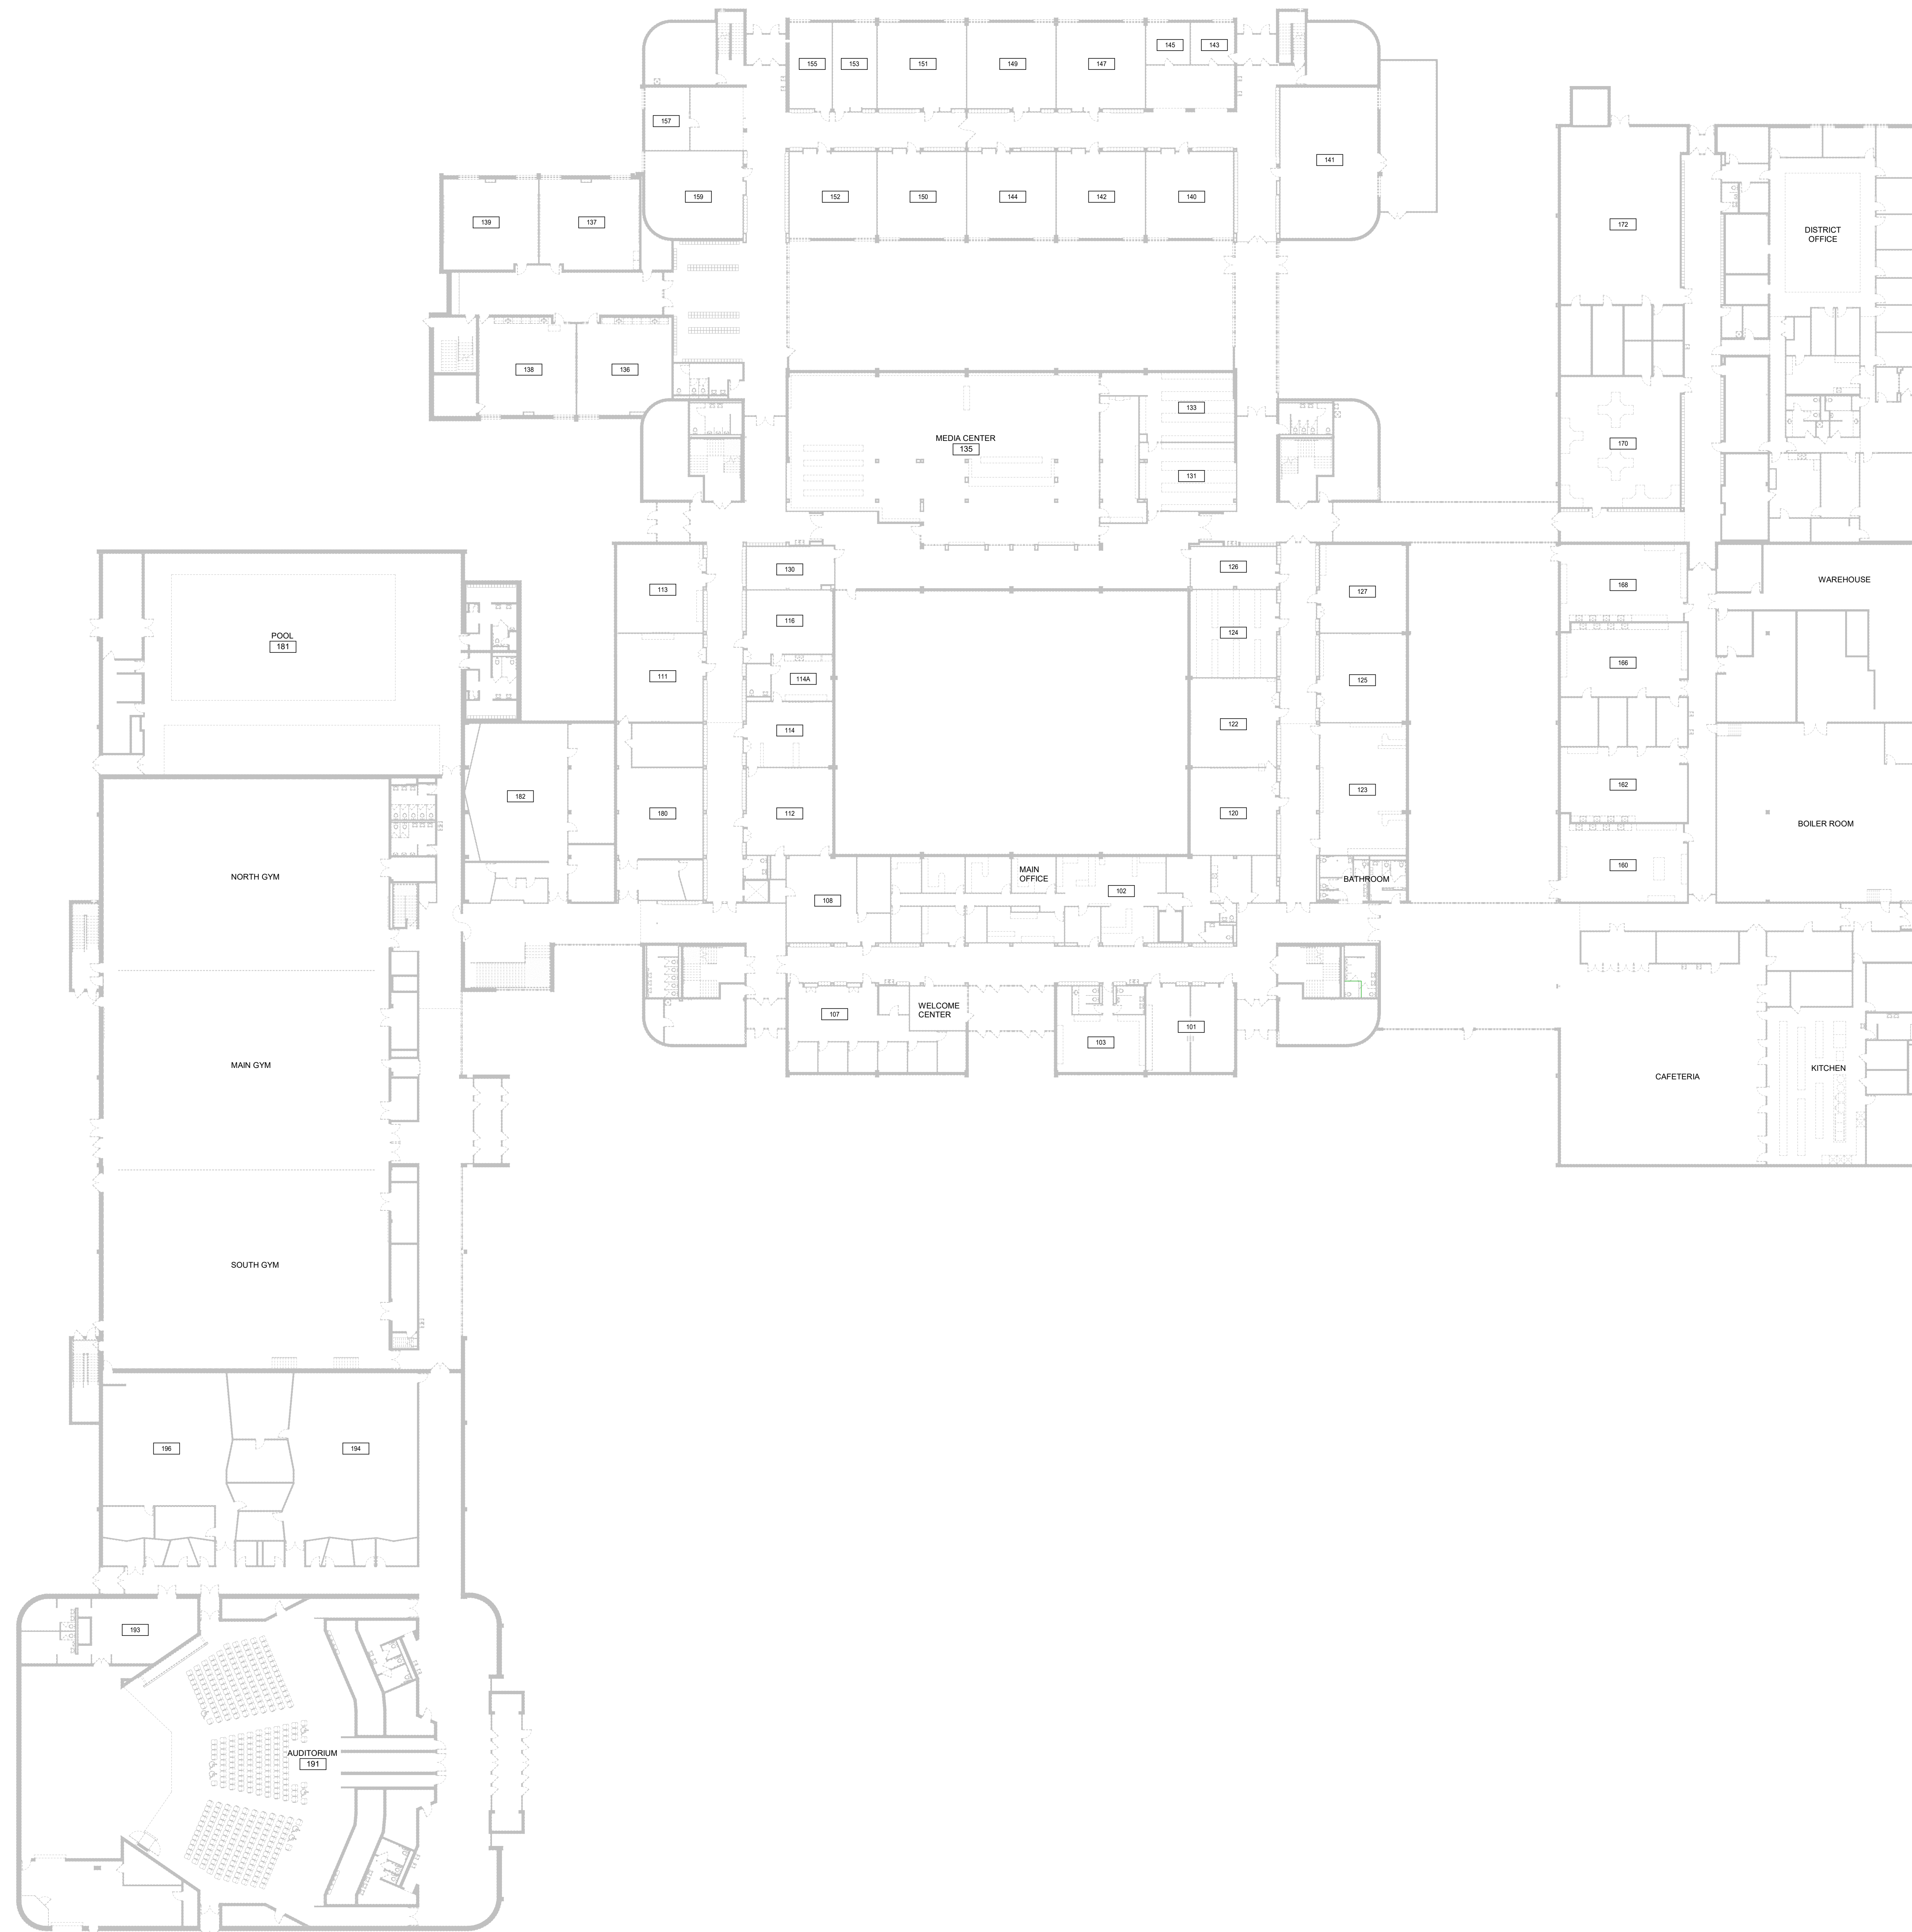 145
143
155
153
151
149
147
157
141
159
152
150
144
142
140
139
137
172
DISTRICT
OFFICE
138
136
133
MEDIA CENTER
135
170
131
130
126
113
127
168
WAREHOUSE
116
124
POOL
181
166
111
114A
125
114
122
182
180
112
120
123
162
BOILER ROOM
NORTH GYM
MAIN
OFFICE
102
BATHROOM
160
108
107
WELCOME
CENTER
103
101
MAIN GYM
CAFETERIA
KITCHEN
SOUTH GYM
196
194
193
AUDITORIUM
191